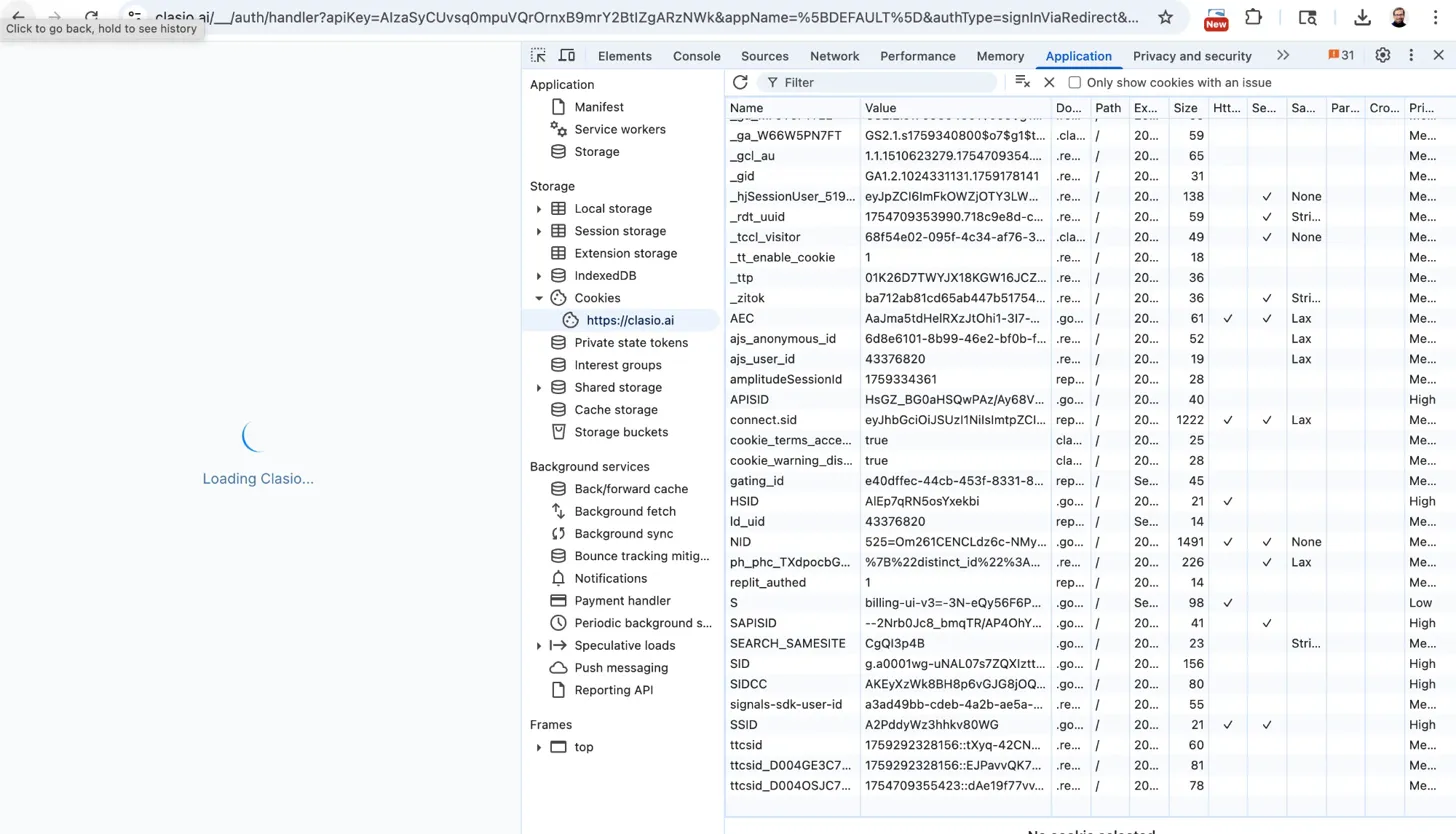 clasio.ai/__/auth/handler?apiKey=AIzaSyCUvsq0mpuVQrOrnxB9mrY2BtIZgARzNWk&appName=%5BDEFAULT%5D&authType=signInViaRedirect&...
New
Click to go back, hold to see history
Elements Console Sources Network Performance Memory Application Privacy and security 31
Loading Clasio...
Application
Manifest
Service workers
Storage
Storage
Local storage
Session storage
Extension storage
IndexedDB
Cookies
https://clasio.ai
Private state tokens
Interest groups
Shared storage
Cache storage
Storage buckets
Background services
Back/forward cache
Background fetch
Background sync
Bounce tracking mitig...
Notifications
Payment handler
Periodic background s...
Speculative loads
Push messaging
Reporting API
Frames
top
Filter Only show cookies with an issue
Name Value Do... Path Ex... Size Htt... Se... Sa... Par... Cro... Pri...
_ga_W66W5PN7FT GS2.1.s1759340800$o7$g1$t... .cla... / 20... 59 Me...
_gcl_au 1.1.1510623279.1754709354.... .re... / 20... 65 Me...
_gid GA1.2.1024331131.1759178141 .re... / 20... 31 Me...
_hjSessionUser_519... eyJpZCI6ImFkOWZjOTY3LW... .re... / 20... 138 ✓ None Me...
_rdt_uuid 1754709353990.718c9e8d-c... .re... / 20... 59 ✓ Stri... Me...
_tccl_visitor 68f54e02-095f-4c34-af76-3... .cla... / 20... 49 ✓ None Me...
_tt_enable_cookie 1 .re... / 20... 18 Me...
_ttp 01K26D7TWYJX18KGW16JCZ... .re... / 20... 36 Me...
_zitok ba712ab81cd65ab447b51754... .re... / 20... 36 ✓ Stri... Me...
AEC AaJma5tdHelRXzJtOhi1-3I7-... .go... / 20... 61 ✓ ✓ Lax Me...
ajs_anonymous_id 6d8e6101-8b99-46e2-bf0b-f... .re... / 20... 52 Lax Me...
ajs_user_id 43376820 .re... / 20... 19 Lax Me...
amplitudeSessionId 1759334361 rep... / 20... 28 Me...
APISID HsGZ_BG0aHSQwPAz/Ay68V... .go... / 20... 40 High
connect.sid eyJhbGciOiJSUzI1NiIsImtpZCI... rep... / 20... 1222 ✓ ✓ Lax Me...
cookie_terms_acce... true cla... / 20... 25 Me...
cookie_warning_dis... true cla... / 20... 28 Me...
gating_id e40dffec-44cb-453f-8331-8... rep... / Se... 45 Me...
HSID AlEp7qRN5osYxekbi .go... / 20... 21 ✓ High
ld_uid 43376820 rep... / Se... 14 Me...
NID 525=Om261CENCLdz6c-NMy... .go... / 20... 1491 ✓ ✓ None Me...
ph_phc_TXdpocbG... %7B%22distinct_id%22%3A... .re... / 20... 226 ✓ Lax Me...
replit_authed 1 rep... / 20... 14 Me...
S billing-ui-v3=-3N-eQy56F6P... .go... / Se... 98 ✓ Low
SAPISID --2Nrb0Jc8_bmqTR/AP4OhY... .go... / 20... 41 ✓ High
SEARCH_SAMESITE CgQI3p4B .go... / 20... 23 Stri... Me...
SID g.a0001wg-uNAL07s7ZQXIztt... .go... / 20... 156 High
SIDCC AKEyXzWk8BH8p6vGJG8jOQ... .go... / 20... 80 High
signals-sdk-user-id a3ad49bb-cdeb-4a2b-ae5a-... .re... / 20... 55 Me...
SSID A2PddyWz3hhkv80WG .go... / 20... 21 ✓ ✓ High
ttcsid 1759292328156::tXyq-42CN... .re... / 20... 60 Me...
ttcsid_D004GE3C7... 1759292328156::EJPavvQK7... .re... / 20... 81 Me...
ttcsid_D004OSJC7... 1754709355423::dAe19f77vv... .re... / 20... 78 Me...
No cookie selected